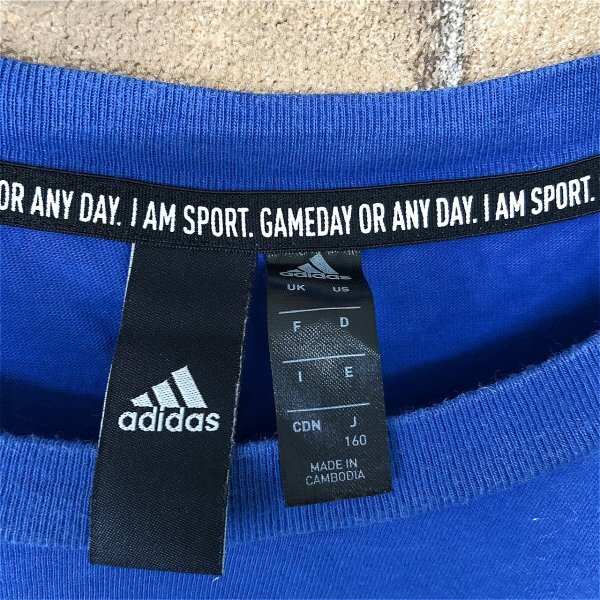 OR ANY DAY. I AM SPORT. GAMEDAY OR ANY DAY. I AM SPORT.
adidas
adidas
UK US
F D
I E
CDN J
160
MADE IN
CAMBODIA